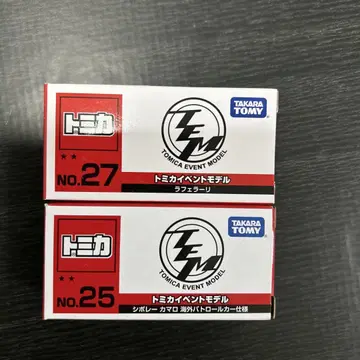 トミカ
★★
NO.27
TEM
TOMICA EVENT MODEL
TAKARA TOMY
トミカイベントモデル
ラフェラーリ
トミカ
★★
NO.25
TEM
TOMICA EVENT MODEL
TAKARA TOMY
トミカイベントモデル
シボレー カマロ 海外パトロールカー仕様